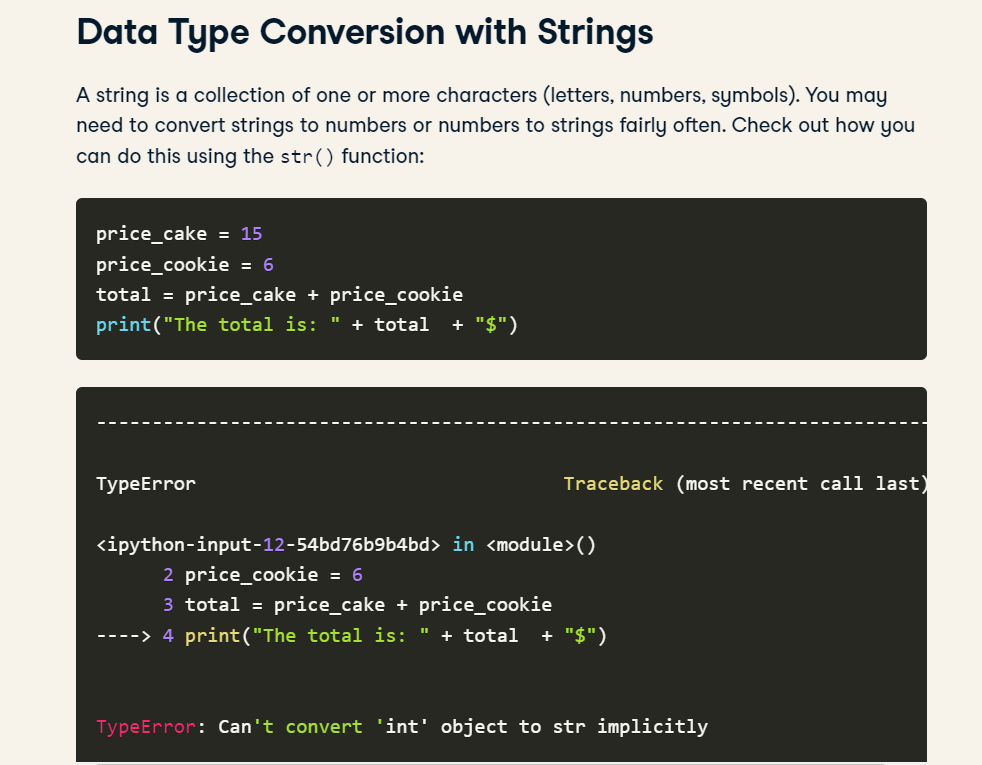 Data Type Conversion with Strings
A string is a collection of one or more characters (letters, numbers, symbols). You may
need to convert strings to numbers or numbers to strings fairly often. Check out how you
can do this using the str() function:
price_cake = 15
price_cookie = 6
total = price_cake + price_cookie
print("The total is: " + total  + "$")
---------------------------------------------------------------------------
TypeError                                 Traceback (most recent call last)
<ipython-input-12-54bd76b9b4bd> in <module>()
      2 price_cookie = 6
      3 total = price_cake + price_cookie
----> 4 print("The total is: " + total  + "$")
TypeError: Can't convert 'int' object to str implicitly